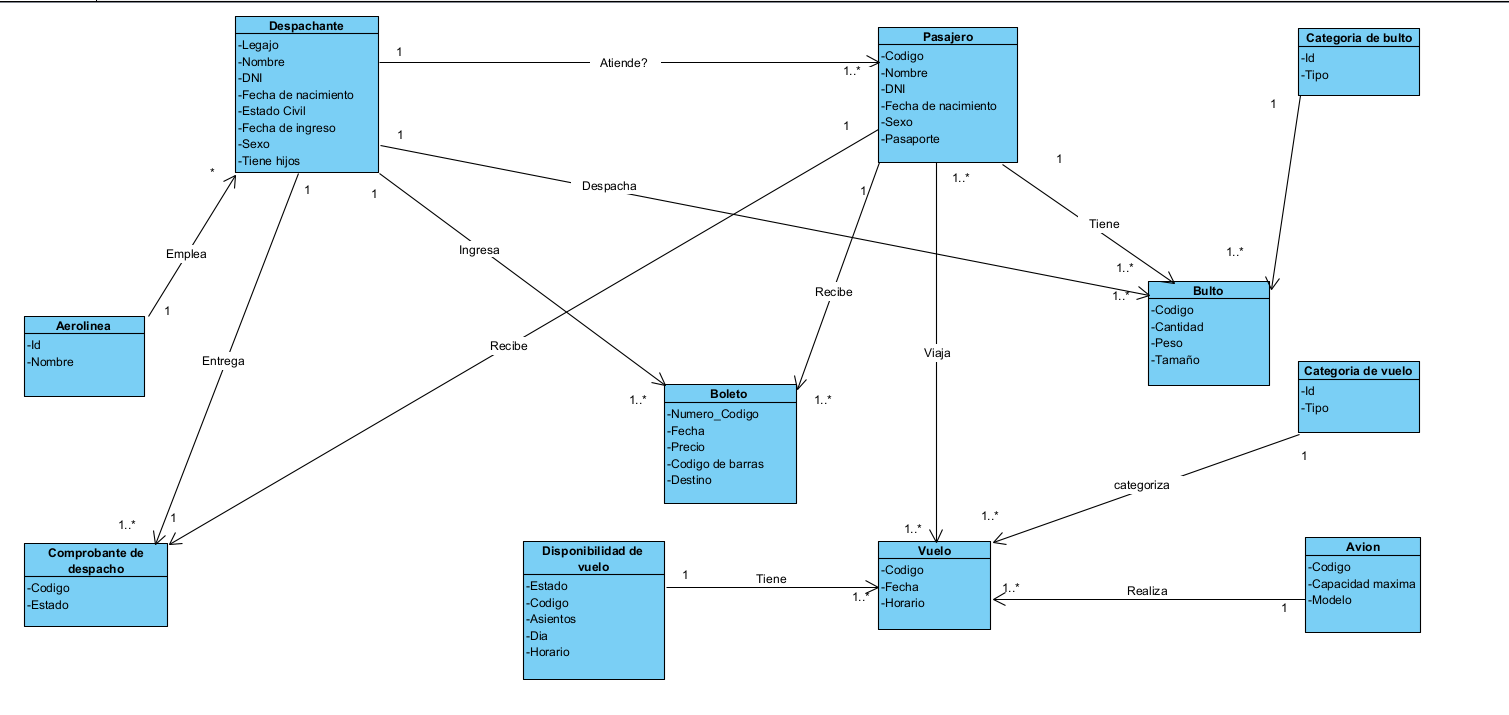 Despachante
-Legajo
-Nombre
-DNI
-Fecha de nacimiento
-Estado Civil
-Fecha de ingreso
-Sexo
-Tiene hijos
1
Atiende?
1..*
Pasajero
-Codigo
-Nombre
-DNI
-Fecha de nacimiento
-Sexo
-Pasaporte
Categoria de bulto
-Id
-Tipo
1
1..*
1
Despacha
1..*
1
Tiene
1..*
Bulto
-Codigo
-Cantidad
-Peso
-Tamaño
*
Emplea
1
Aerolinea
-Id
-Nombre
1
Entrega
1..*
1
Ingresa
1..*
1
Recibe
1
1
Recibe
1..*
1..*
Viaja
1..*
Boleto
-Numero_Codigo
-Fecha
-Precio
-Codigo de barras
-Destino
Categoria de vuelo
-Id
-Tipo
1
categoriza
1..*
Comprobante de
despacho
-Codigo
-Estado
Disponibilidad de
vuelo
-Estado
-Codigo
-Asientos
-Dia
-Horario
1
Tiene
1..*
Vuelo
-Codigo
-Fecha
-Horario
1..*
Realiza
1
Avion
-Codigo
-Capacidad maxima
-Modelo